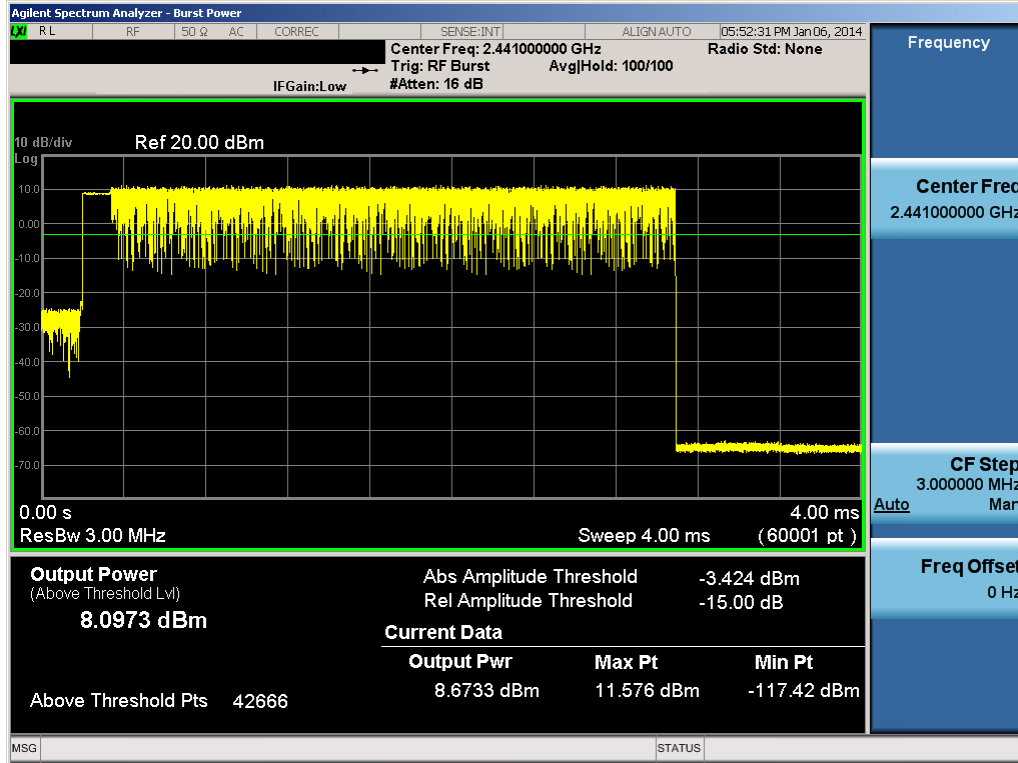 Agilent Spectrum Analyzer - Burst Power
LXI RL RF 50 Ω AC CORREC SENSE:INT ALIGN AUTO 05:52:31 PM Jan 06, 2014
Center Freq: 2.441000000 GHz Radio Std: None
Trig: RF Burst Avg|Hold: 100/100
IFGain:Low #Atten: 16 dB
10 dB/div Ref 20.00 dBm
Log
10.0
0.00
-10.0
-20.0
-30.0
-40.0
-50.0
-60.0
-70.0
0.00 s 4.00 ms
ResBw 3.00 MHz Sweep 4.00 ms (60001 pt )
Output Power
(Above Threshold Lvl)
8.0973 dBm
Above Threshold Pts 42666
Abs Amplitude Threshold -3.424 dBm
Rel Amplitude Threshold -15.00 dB
Current Data
Output Pwr Max Pt Min Pt
8.6733 dBm 11.576 dBm -117.42 dBm
Frequency
Center Freq
2.441000000 GHz
CF Step
3.000000 MHz
Auto Man
Freq Offset
0 Hz
MSG STATUS